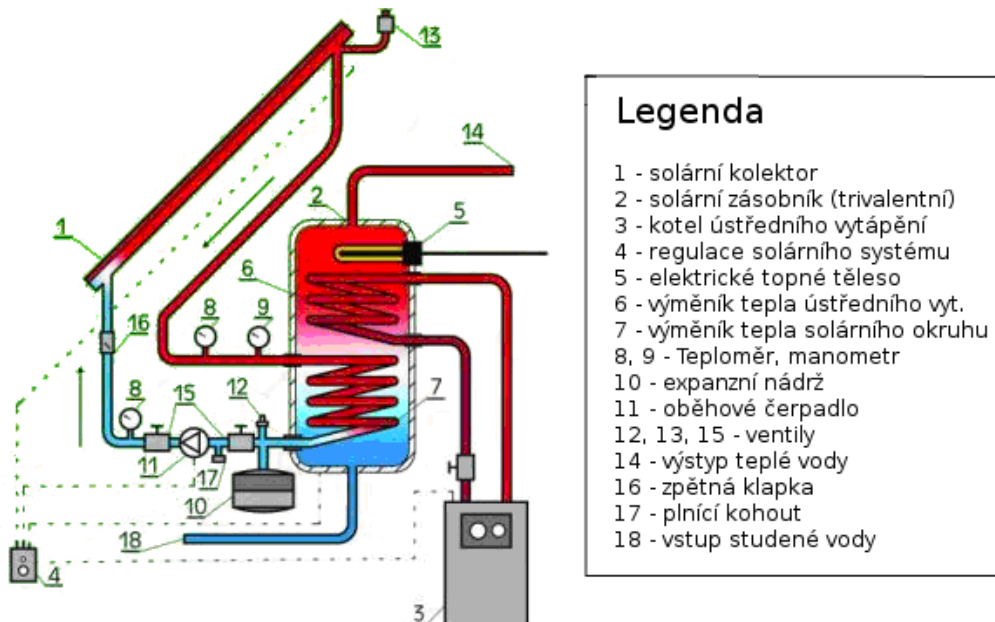 13
14
2
5
1
6
8
9
16
8
15
12
7
11
17
10
18
4
3
Legenda
1 - solární kolektor
2 - solární zásobník (trivalentní)
3 - kotel ústředního vytápění
4 - regulace solárního systému
5 - elektrické topné těleso
6 - výměník tepla ústředního vyt.
7 - výměník tepla solárního okruhu
8, 9 - Teploměr, manometr
10 - expanzní nádrž
11 - oběhové čerpadlo
12, 13, 15 - ventily
14 - výstyp teplé vody
16 - zpětná klapka
17 - plnící kohout
18 - vstup studené vody